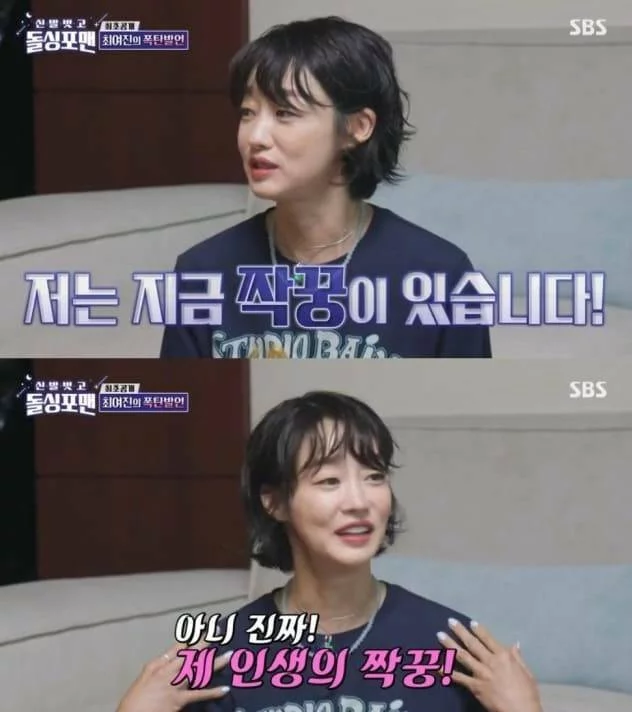 신발 벗고
돌싱포맨
최초공개
최여진의 폭탄발언
SBS
저는 지금 짝꿍이 있습니다!
STUDIO
신발 벗고
돌싱포맨
최초공개
최여진의 폭탄발언
SBS
아니 진짜!
제 인생의 짝꿍!